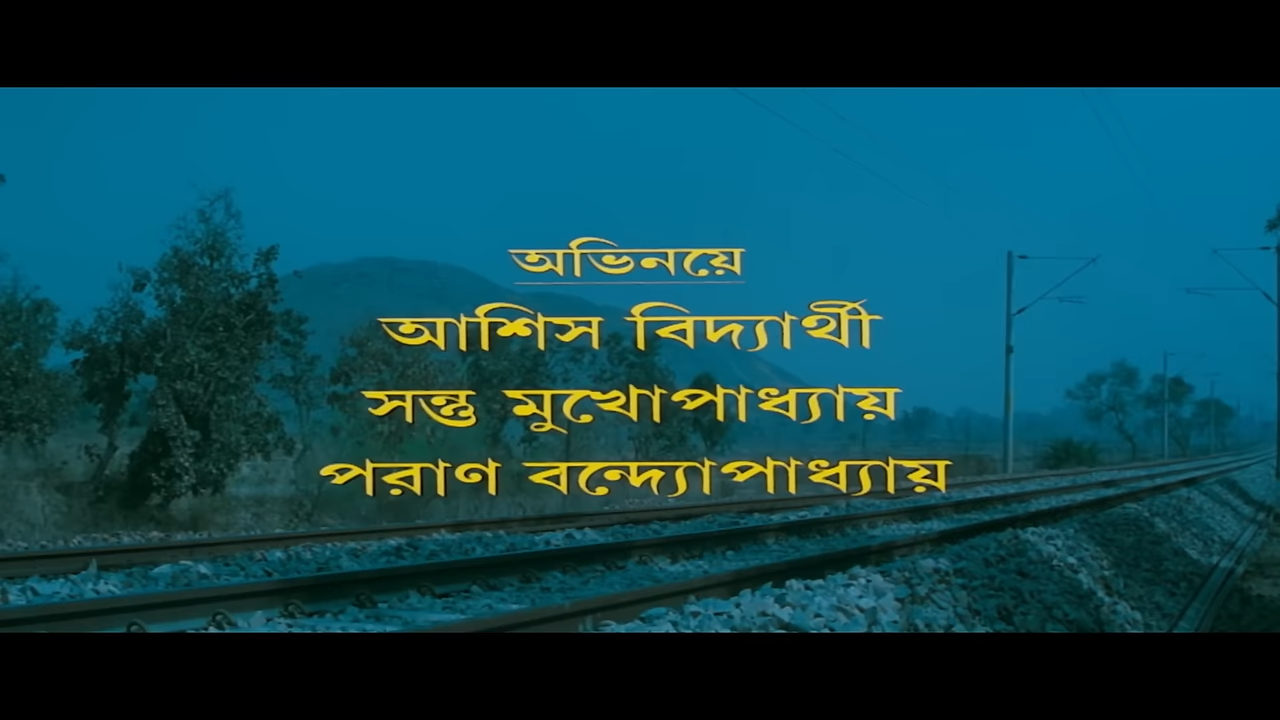 অভিনয়ে
আশিস বিদ্যার্থী
সন্তু মুখোপাধ্যায়
পরাণ বন্দ্যোপাধ্যায়